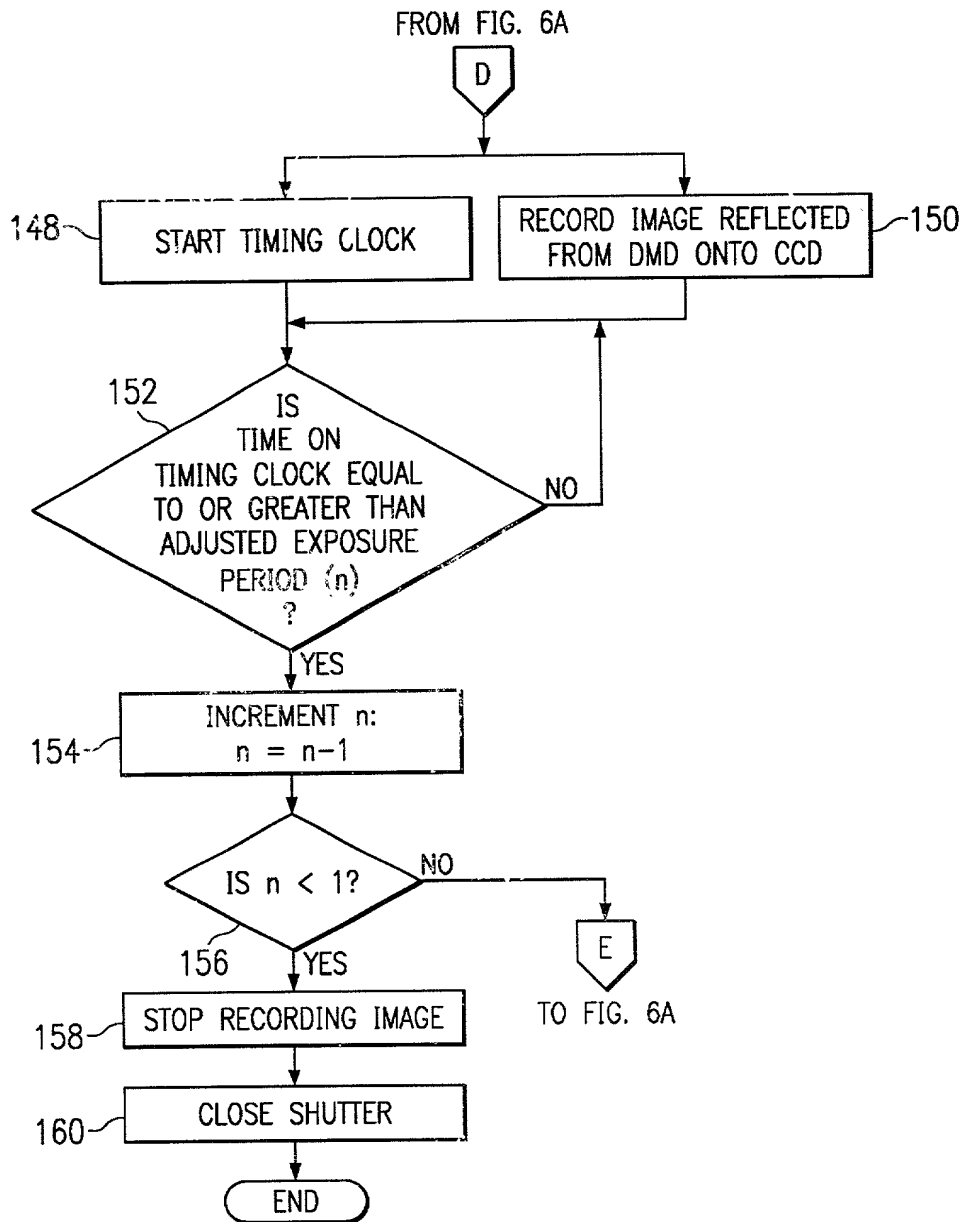 FROM FIG. 6A
D
148
START TIMING CLOCK
RECORD IMAGE REFLECTED
FROM DMD ONTO CCD
150
152
IS
TIME ON
TIMING CLOCK EQUAL
TO OR GREATER THAN
ADJUSTED EXPOSURE
PERIOD (n)
?
NO
YES
154
INCREMENT n:
n = n-1
IS n < 1?
NO
156
YES
E
TO FIG. 6A
158
STOP RECORDING IMAGE
160
CLOSE SHUTTER
END